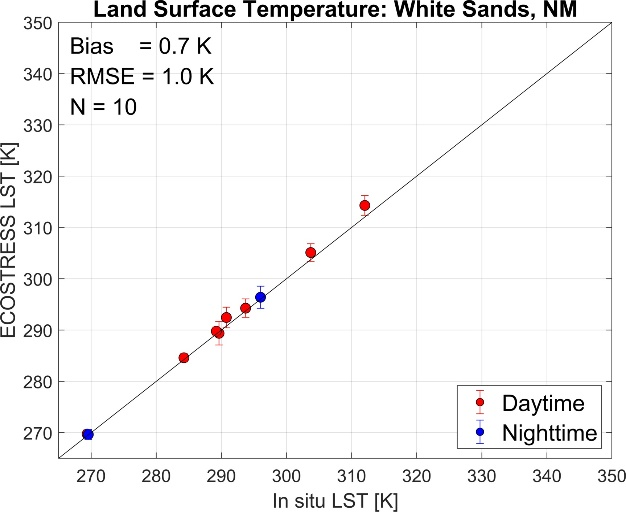 Land Surface Temperature: White Sands, NM
Bias = 0.7 K
RMSE = 1.0 K
N = 10
350
340
330
320
310
300
290
280
270
ECOSTRESS LST [K]
Daytime
Nighttime
270 280 290 300 310 320 330 340 350
In situ LST [K]